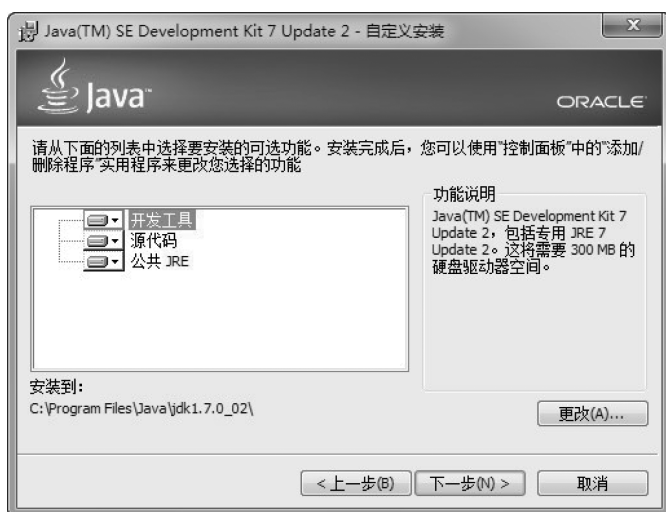 Java(TM) SE Development Kit 7 Update 2 - 自定义安装
Java™
ORACLE
请从下面的列表中选择要安装的可选功能。安装完成后，您可以使用"控制面板"中的"添加/
删除程序"实用程序来更改您选择的功能
开发工具
源代码
公共 JRE
功能说明
Java(TM) SE Development Kit 7
Update 2，包括专用 JRE 7
Update 2。这将需要 300 MB 的
硬盘驱动器空间。
安装到：
C:\Program Files\Java\jdk1.7.0_02\
更改(A)...
<上一步(B)
下一步(N) >
取消